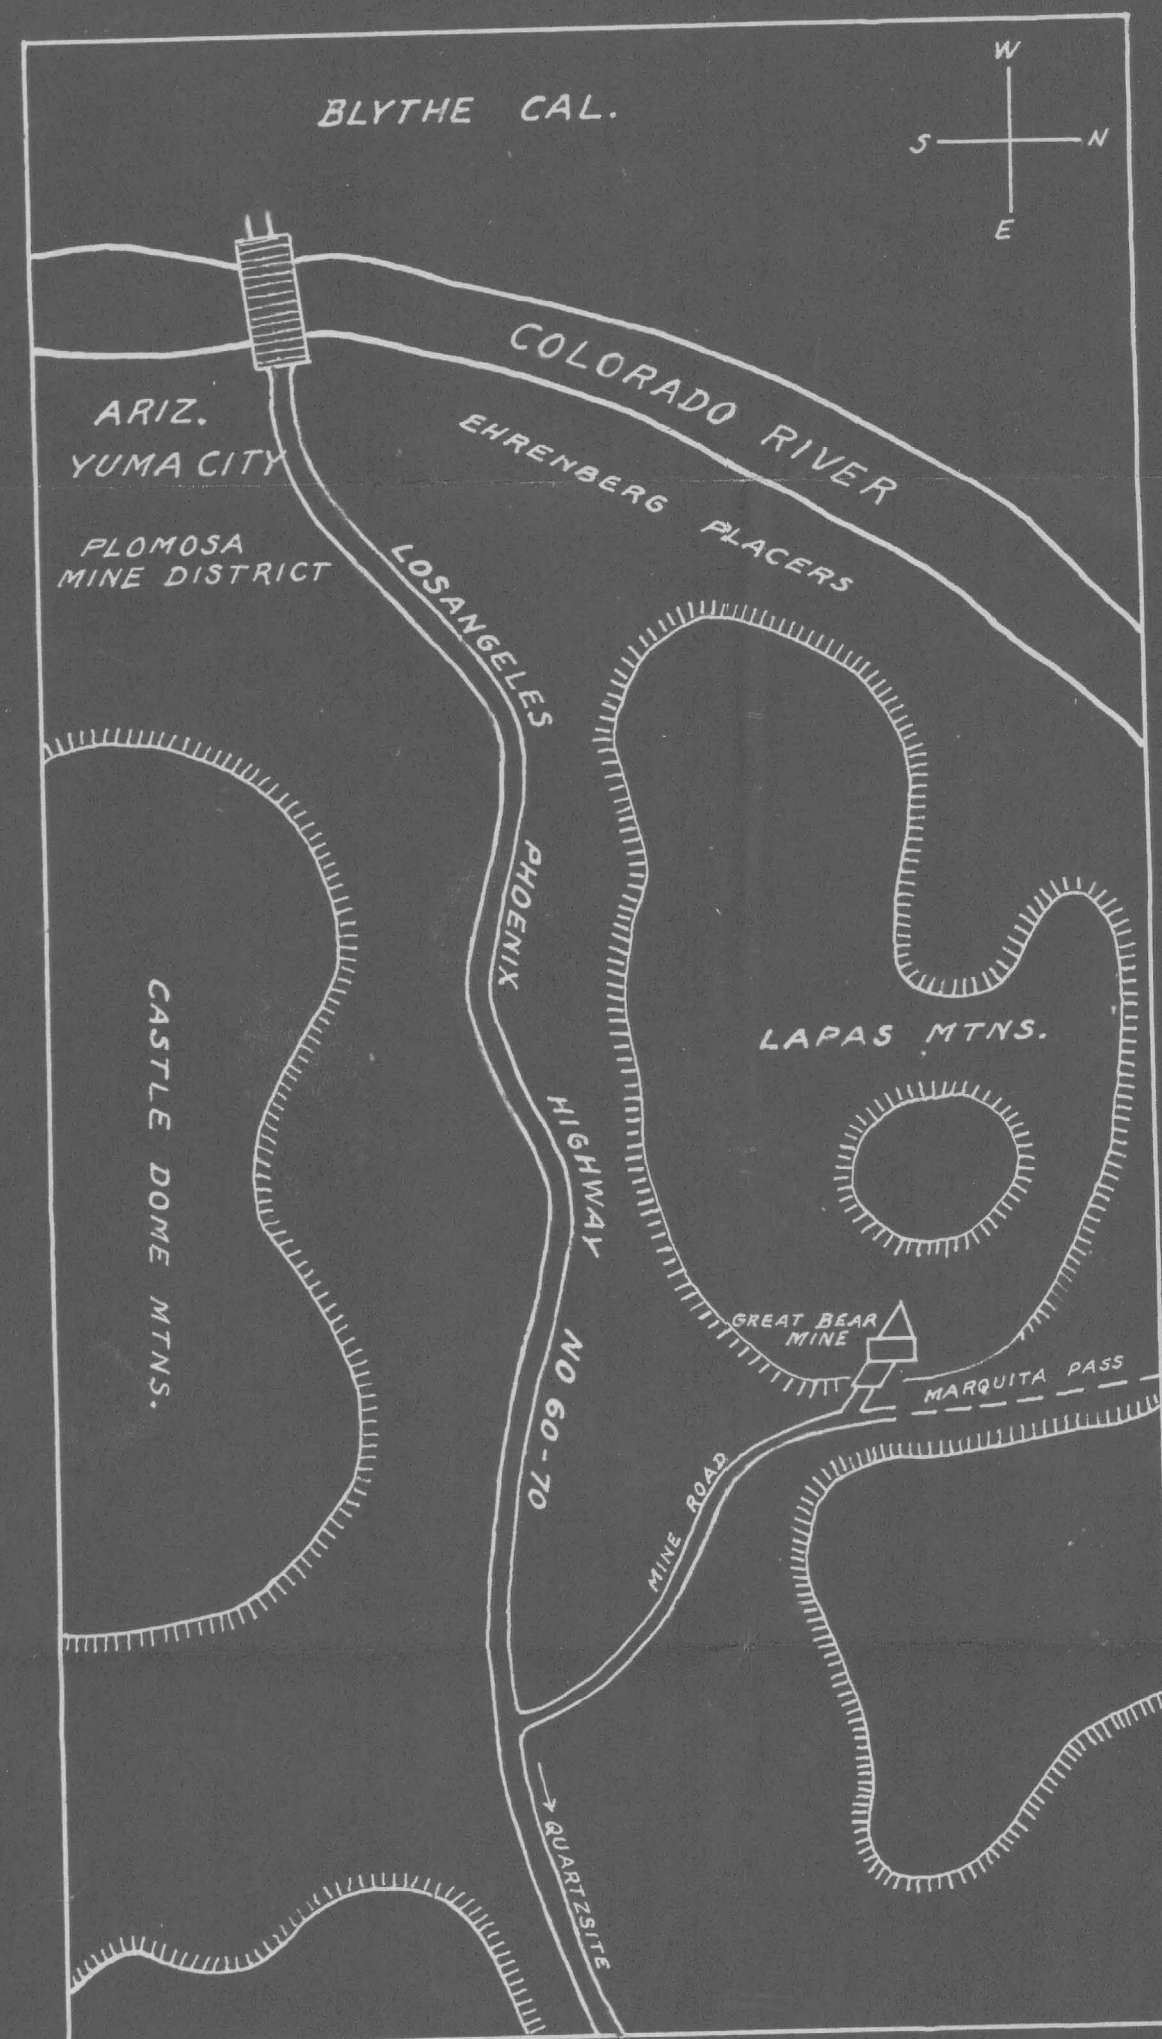 W
BLYTHE CAL.
S
N
E
COLORADO RIVER
ARIZ.
YUMA CITY
EHRENBERG PLACERS
PLOMOSA
MINE DISTRICT
LOSANGELES PHOENIX HIGHWAY NO 60-70
CASTLE DOME MTNS.
LAPAS MTNS.
GREAT BEAR
MINE
MARQUITA PASS
MINE ROAD
QUARTZSITE